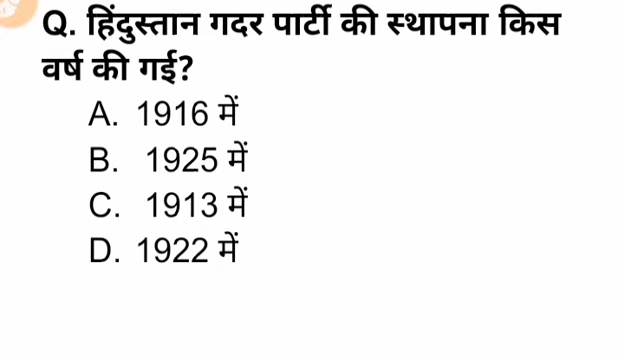 Q. हिंदुस्तान गदर पार्टी की स्थापना किस
वर्ष की गई?
A. 1916 में
B. 1925 में
C. 1913 में
D. 1922 में